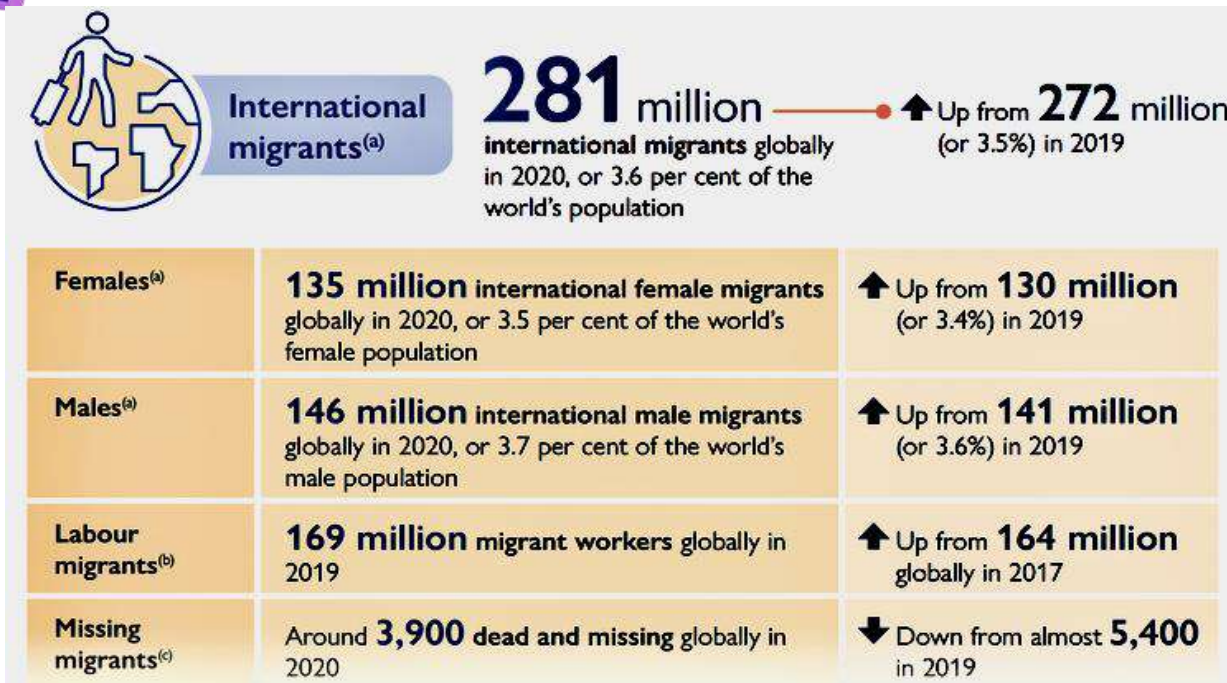 International
migrants(a)
281 million
international migrants globally
in 2020, or 3.6 per cent of the
world's population
Up from 272 million
(or 3.5%) in 2019
Females(a)
135 million international female migrants
globally in 2020, or 3.5 per cent of the world's
female population
Up from 130 million
(or 3.4%) in 2019
Males(a)
146 million international male migrants
globally in 2020, or 3.7 per cent of the world's
male population
Up from 141 million
(or 3.6%) in 2019
Labour
migrants(b)
169 million migrant workers globally in
2019
Up from 164 million
globally in 2017
Missing
migrants(c)
Around 3,900 dead and missing globally in
2020
Down from almost 5,400
in 2019